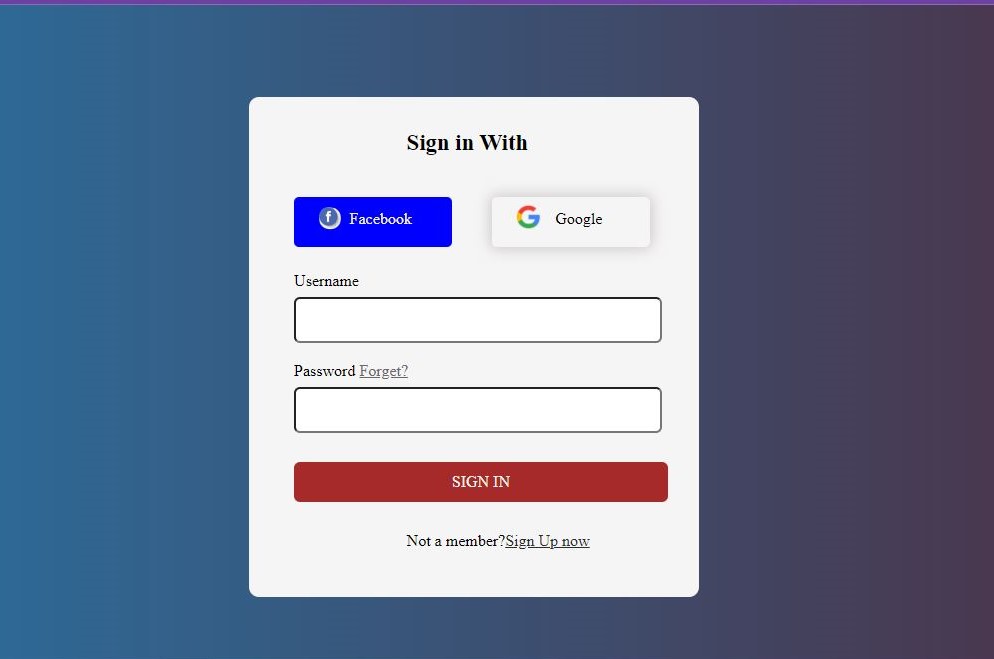 Sign in With
Facebook Google
Username
Password Forget?
SIGN IN
Not a member?Sign Up now